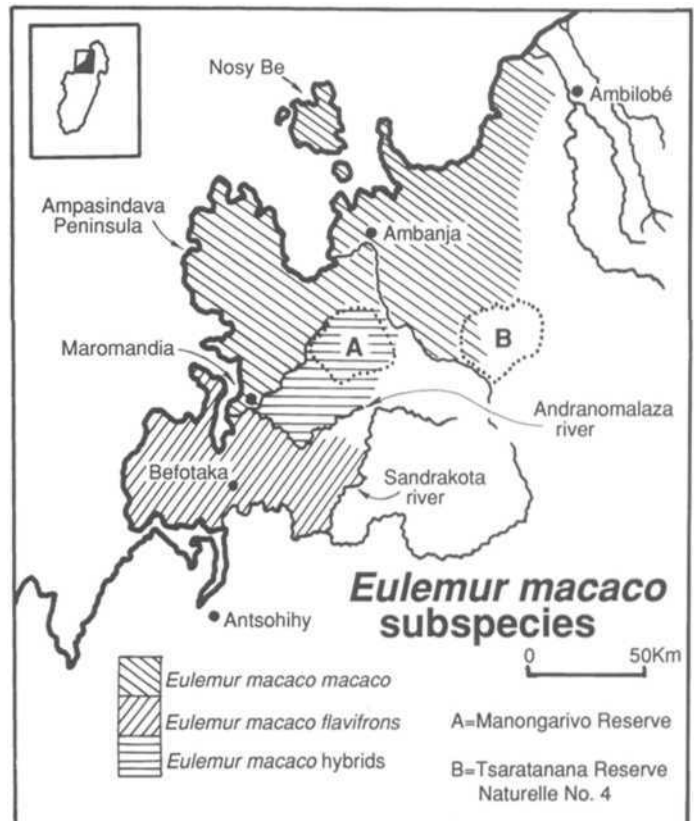 Nosy Be
Ambilobé
Ampasindava
Peninsula
Ambanja
Maromandia
A
B
Andranomalaza
river
Befotaka
Sandrakota
river
Eulemur macaco
subspecies
Antsohihy
0 50Km
Eulemur macaco macaco
Eulemur macaco flavifrons
Eulemur macaco hybrids
A=Manongarivo Reserve
B=Tsaratanana Reserve
Naturelle No. 4